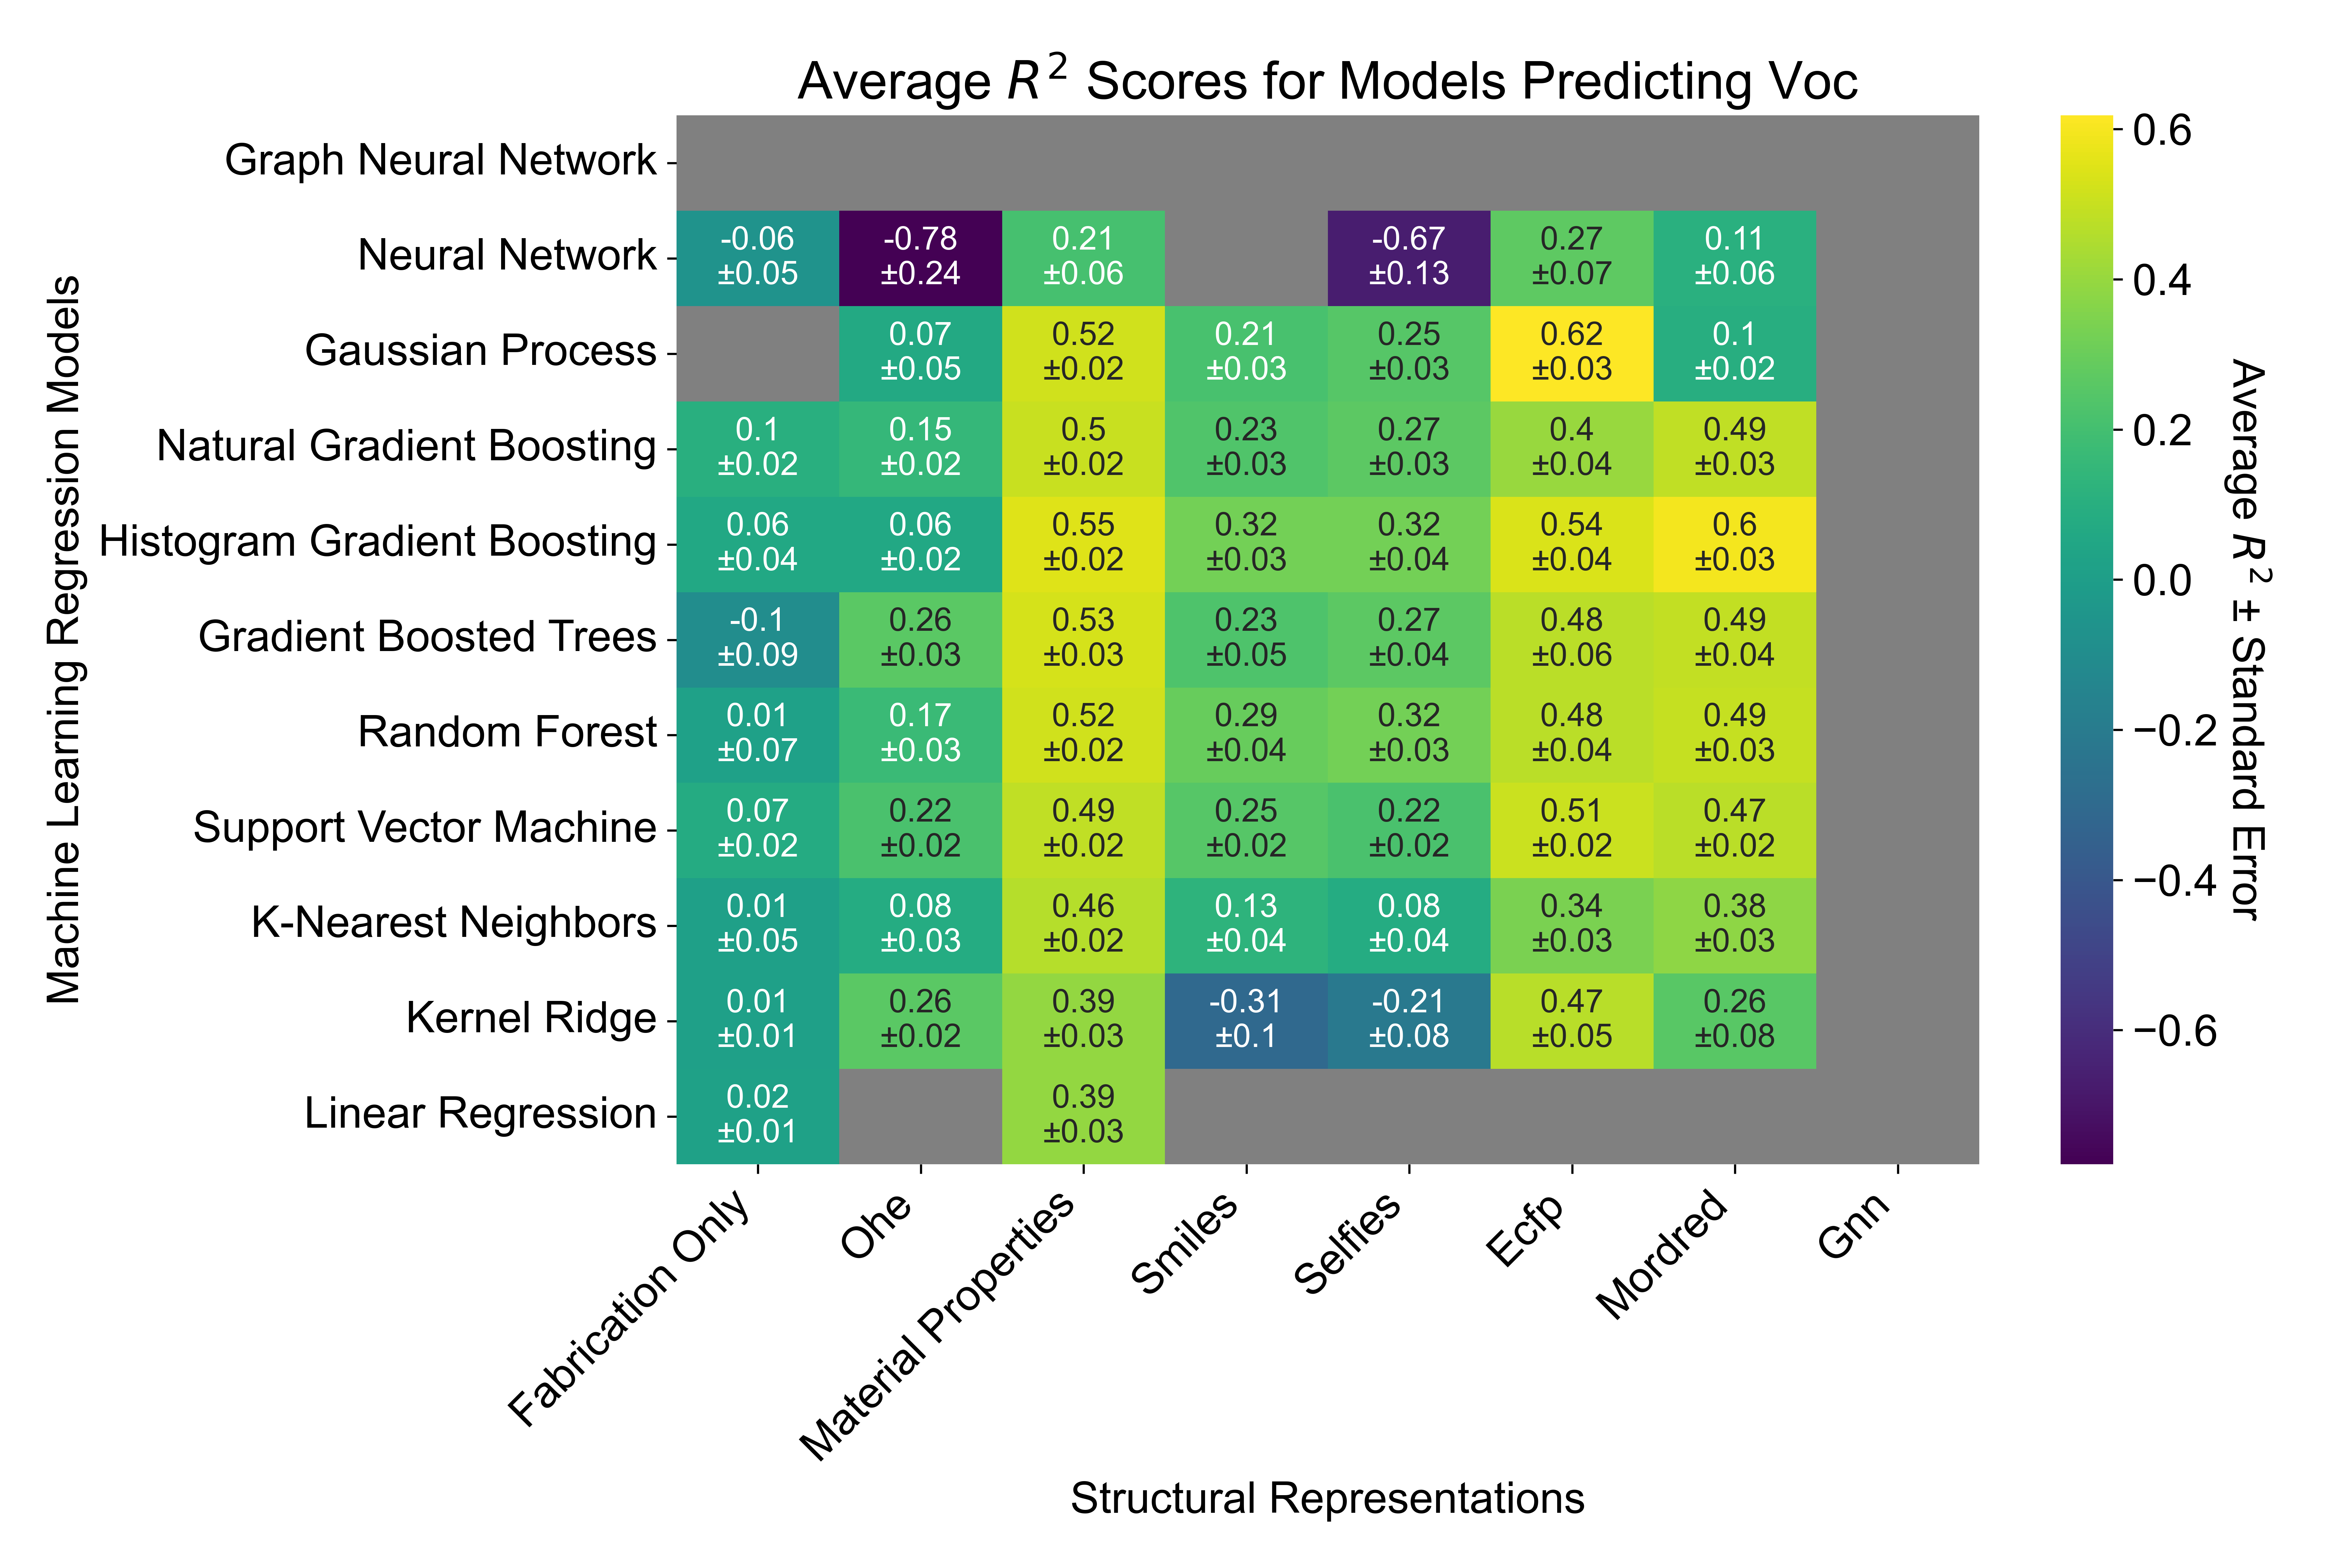 Average R² Scores for Models Predicting Voc
Machine Learning Regression Models
Graph Neural Network
Neural Network
-0.06 -0.78 0.21 -0.67 0.27 0.11
±0.05 ±0.24 ±0.06 ±0.13 ±0.07 ±0.06
Gaussian Process
0.07 0.52 0.21 0.25 0.62 0.1
±0.05 ±0.02 ±0.03 ±0.03 ±0.03 ±0.02
Natural Gradient Boosting
0.1 0.15 0.5 0.23 0.27 0.4 0.49
±0.02 ±0.02 ±0.02 ±0.03 ±0.03 ±0.04 ±0.03
Histogram Gradient Boosting
0.06 0.06 0.55 0.32 0.32 0.54 0.6
±0.04 ±0.02 ±0.02 ±0.03 ±0.04 ±0.04 ±0.03
Gradient Boosted Trees
-0.1 0.26 0.53 0.23 0.27 0.48 0.49
±0.09 ±0.03 ±0.03 ±0.05 ±0.04 ±0.06 ±0.04
Random Forest
0.01 0.17 0.52 0.29 0.32 0.48 0.49
±0.07 ±0.03 ±0.02 ±0.04 ±0.03 ±0.04 ±0.03
Support Vector Machine
0.07 0.22 0.49 0.25 0.22 0.51 0.47
±0.02 ±0.02 ±0.02 ±0.02 ±0.02 ±0.02 ±0.02
K-Nearest Neighbors
0.01 0.08 0.46 0.13 0.08 0.34 0.38
±0.05 ±0.03 ±0.02 ±0.04 ±0.04 ±0.03 ±0.03
Kernel Ridge
0.01 0.26 0.39 -0.31 -0.21 0.47 0.26
±0.01 ±0.02 ±0.03 ±0.1 ±0.08 ±0.05 ±0.08
Linear Regression
0.02 0.39
±0.01 ±0.03
Fabrication Only
Ohe
Material Properties
Smiles
Selfies
Ecfp
Mordred
Gnn
Structural Representations
0.6
0.4
0.2
0.0
−0.2
−0.4
−0.6
Average R² ± Standard Error